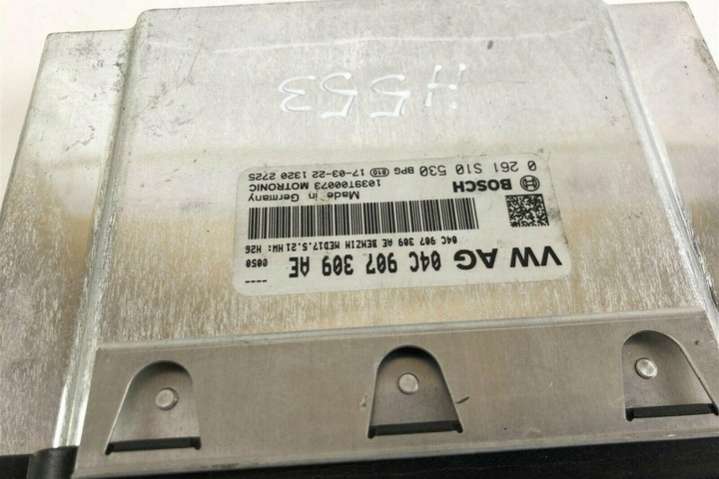 VW AG 04C 907 309 AE
----
04C 907 309 AE BENZIN MED17.5.21 HW: H26
0050
BOSCH
Made in Germany
1039T00073 MOTRONIC
0 261 S10 530 BPG 810 17-03-22 1320 2725
H553